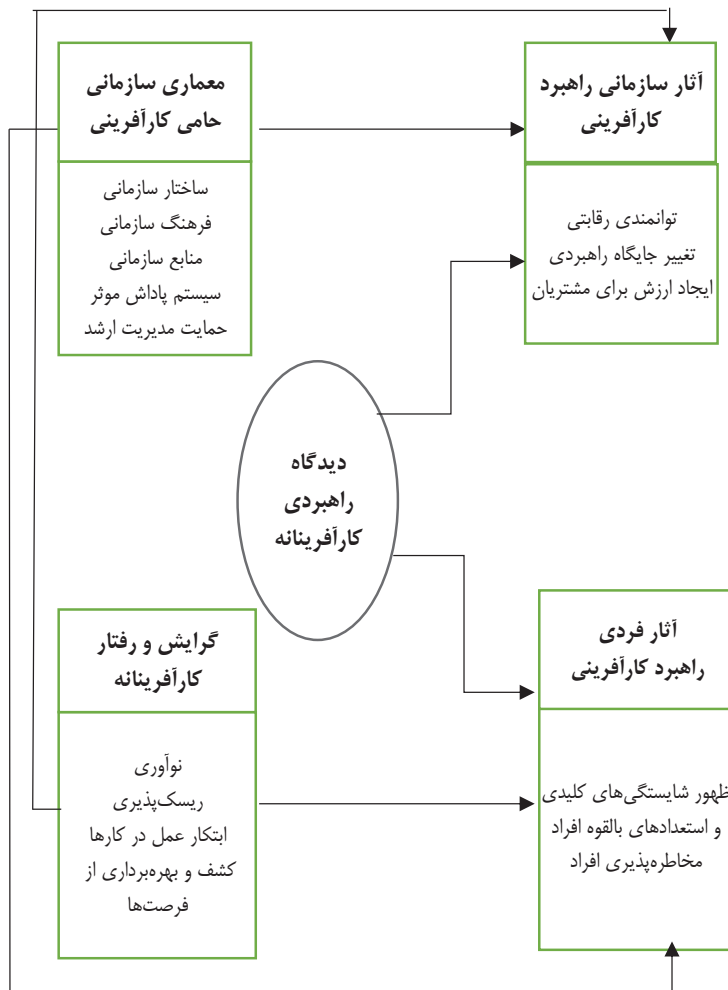 آثار سازمانی راهبرد
کارآفرینی
توانمندی رقابتی
تغییر جایگاه راهبردی
ایجاد ارزش برای مشتریان
معماری سازمانی
حامی کارآفرینی
ساختار سازمانی
فرهنگ سازمانی
منابع سازمانی
سیستم پاداش موثر
حمایت مدیریت ارشد
دیدگاه
راهبردی
کارآفرینانه
آثار فردی
راهبرد کارآفرینی
ظهور شایستگی‌های کلیدی
و استعدادهای بالقوه افراد
مخاطره‌پذیری افراد
گرایش و رفتار
کارآفرینانه
نوآوری
ریسک‌پذیری
ابتکار عمل در کارها
کشف و بهره‌برداری از
فرصت‌ها